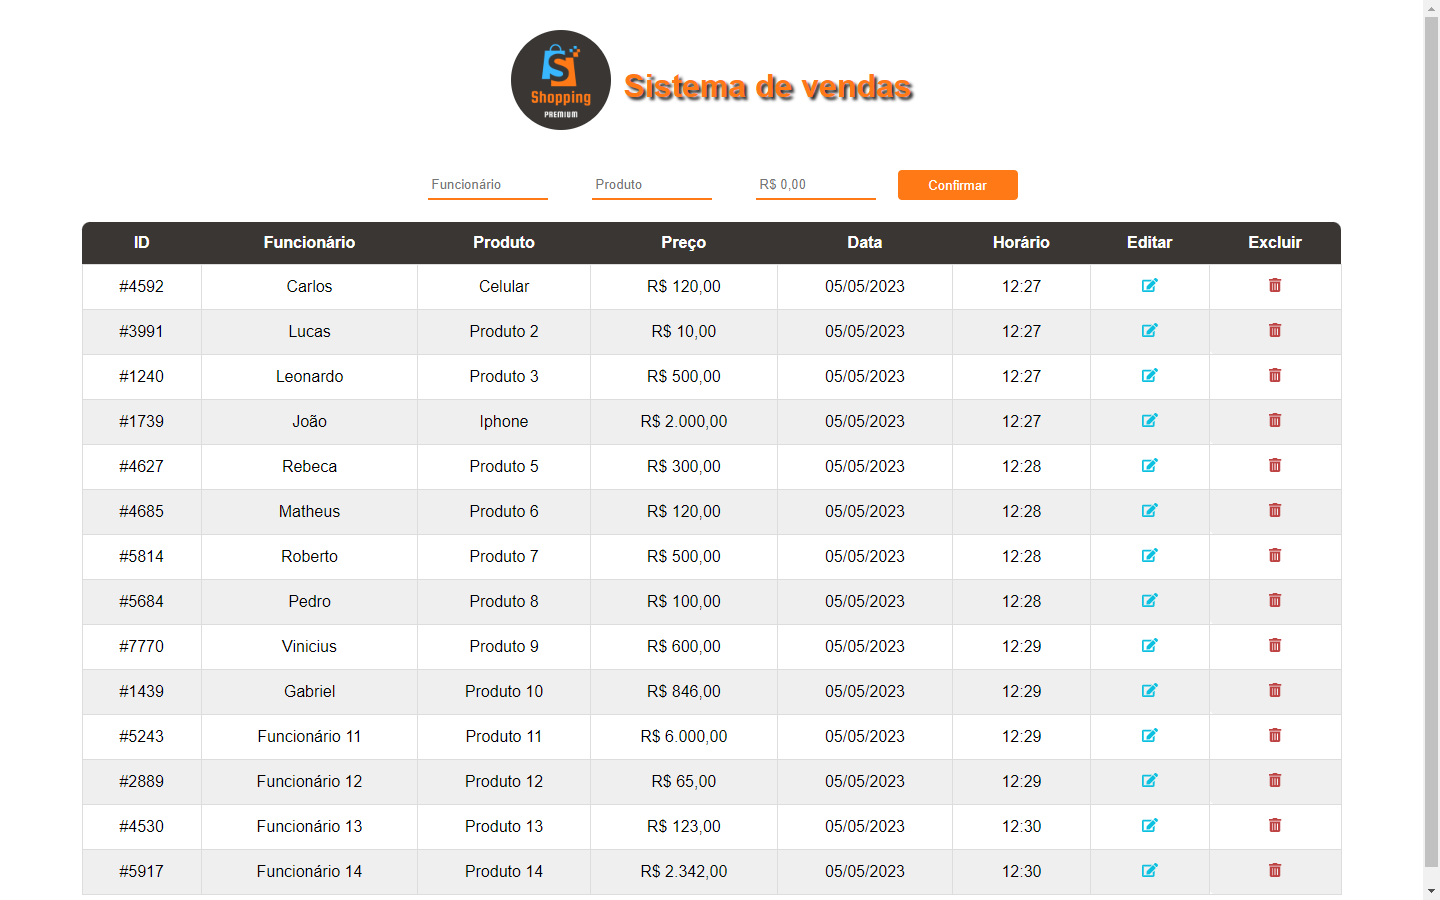 S
Shopping
PREMIUM
Sistema de vendas
Funcionário Produto R$ 0,00 Confirmar
ID Funcionário Produto Preço Data Horário Editar Excluir
#4592 Carlos Celular R$ 120,00 05/05/2023 12:27
#3991 Lucas Produto 2 R$ 10,00 05/05/2023 12:27
#1240 Leonardo Produto 3 R$ 500,00 05/05/2023 12:27
#1739 João Iphone R$ 2.000,00 05/05/2023 12:27
#4627 Rebeca Produto 5 R$ 300,00 05/05/2023 12:28
#4685 Matheus Produto 6 R$ 120,00 05/05/2023 12:28
#5814 Roberto Produto 7 R$ 500,00 05/05/2023 12:28
#5684 Pedro Produto 8 R$ 100,00 05/05/2023 12:28
#7770 Vinicius Produto 9 R$ 600,00 05/05/2023 12:29
#1439 Gabriel Produto 10 R$ 846,00 05/05/2023 12:29
#5243 Funcionário 11 Produto 11 R$ 6.000,00 05/05/2023 12:29
#2889 Funcionário 12 Produto 12 R$ 65,00 05/05/2023 12:29
#4530 Funcionário 13 Produto 13 R$ 123,00 05/05/2023 12:30
#5917 Funcionário 14 Produto 14 R$ 2.342,00 05/05/2023 12:30